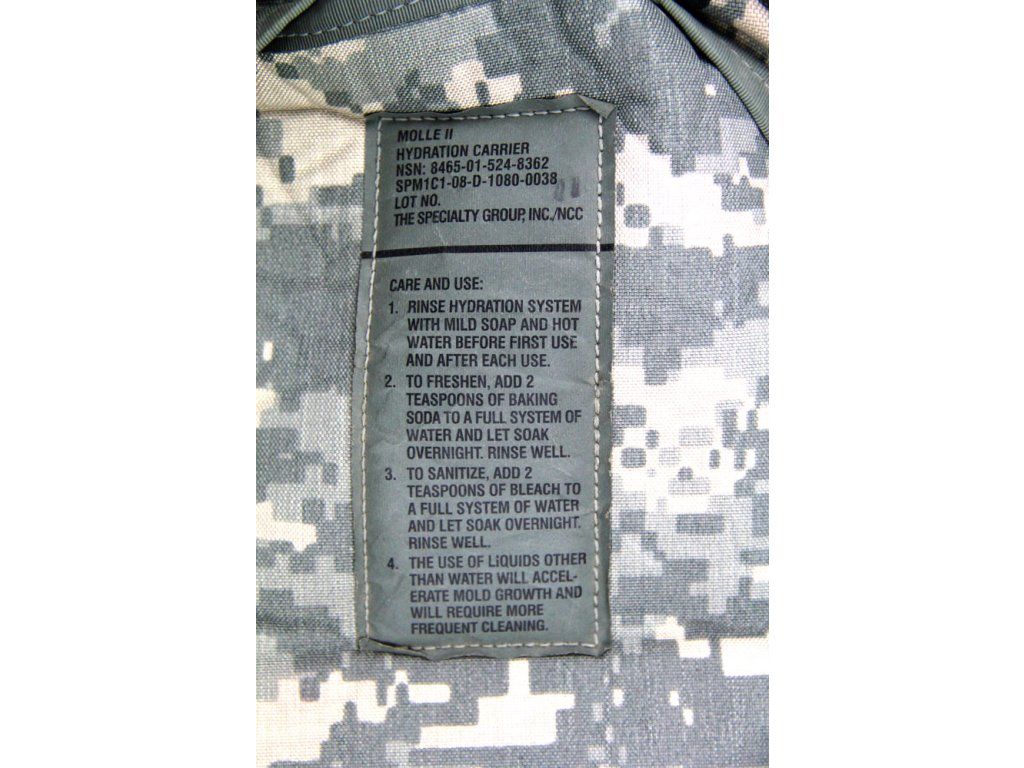 MOLLE II
HYDRATION CARRIER
NSN: 8465-01-524-8362
SPM1C1-08-D-1080-0038
LOT NO.
THE SPECIALTY GROUP, INC./NCC
CARE AND USE:
1. RINSE HYDRATION SYSTEM
WITH MILD SOAP AND HOT
WATER BEFORE FIRST USE
AND AFTER EACH USE.
2. TO FRESHEN, ADD 2
TEASPOONS OF BAKING
SODA TO A FULL SYSTEM OF
WATER AND LET SOAK
OVERNIGHT. RINSE WELL.
3. TO SANITIZE, ADD 2
TEASPOONS OF BLEACH TO
A FULL SYSTEM OF WATER
AND LET SOAK OVERNIGHT.
RINSE WELL.
4. THE USE OF LIQUIDS OTHER
THAN WATER WILL ACCEL-
ERATE MOLD GROWTH AND
WILL REQUIRE MORE
FREQUENT CLEANING.